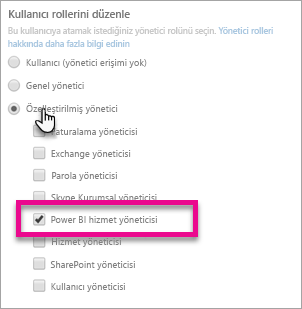 Kullanıcı rollerini düzenle
Bu kullanıcıya atamak istediğiniz yönetici rolünü seçin. Yönetici rolleri
hakkında daha fazla bilgi edinin
Kullanıcı (yönetici erişimi yok)
Genel yönetici
Özelleştirilmiş yönetici
Faturalama yöneticisi
Exchange yöneticisi
Parola yöneticisi
Skype Kurumsal yöneticisi
Power BI hizmet yöneticisi
Hizmet yöneticisi
SharePoint yöneticisi
Kullanıcı yöneticisi